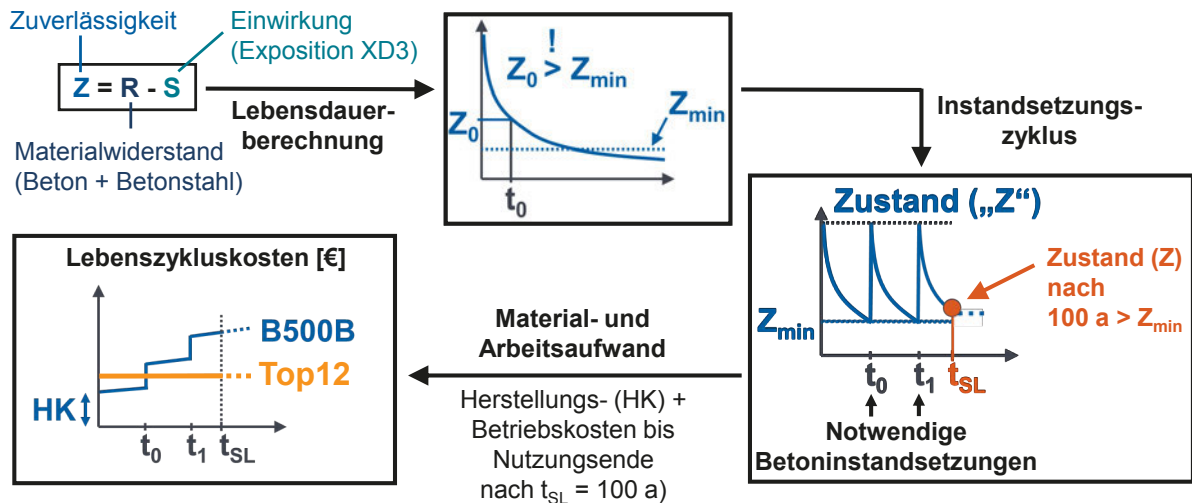 Zuverlässigkeit
Einwirkung
(Exposition XD3)
Z = R - S
Materialwiderstand
(Beton + Betonstahl)
Lebensdauer-
berechnung
!
Z0 > Zmin
Zmin
Z0
t0
Instandsetzungs-
zyklus
Zustand („Z“)
Zustand (Z)
nach
100 a > Zmin
Zmin
t0 t1 tSL
Notwendige
Betoninstandsetzungen
Material- und
Arbeitsaufwand
Herstellungs- (HK) +
Betriebskosten bis
Nutzungsende
nach tSL = 100 a)
Lebenszykluskosten [€]
B500B
Top12
HK
t0 t1 tSL